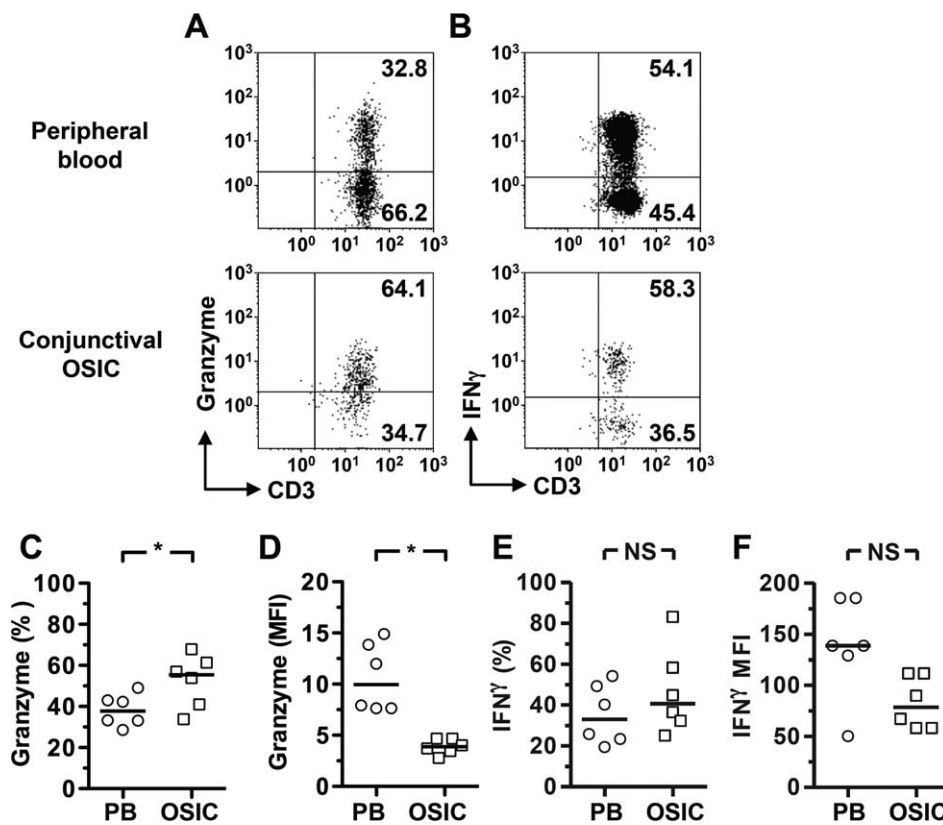 A
B
Peripheral
blood
10³
10²
10¹
10⁰
32.8
66.2
10⁰ 10¹ 10² 10³
10³
10²
10¹
10⁰
54.1
45.4
10⁰ 10¹ 10² 10³
Conjunctival
OSIC
Granzyme
10³
10²
10¹
10⁰
64.1
34.7
10⁰ 10¹ 10² 10³
CD3
IFNγ
10³
10²
10¹
10⁰
58.3
36.5
10⁰ 10¹ 10² 10³
CD3
C
*
Granzyme (% )
100
80
60
40
20
0
PB OSIC
D
*
Granzyme (MFI)
20
15
10
5
0
PB OSIC
E
NS
IFNγ (%)
100
80
60
40
20
0
PB OSIC
F
NS
IFNγ MFI
200
150
100
50
0
PB OSIC